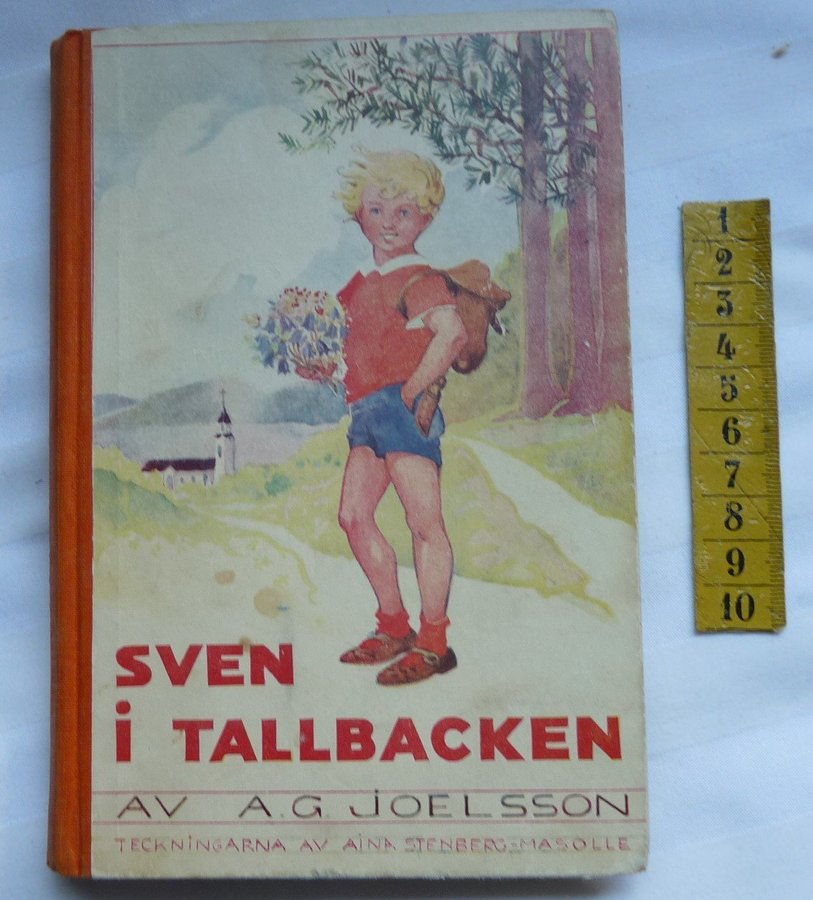 SVEN
i TALLBACKEN
AV A.G. JOELSSON
TECKNINGARNA AV AINA STENBERG-MASOLLE
1
2
3
4
5
6
7
8
9
10